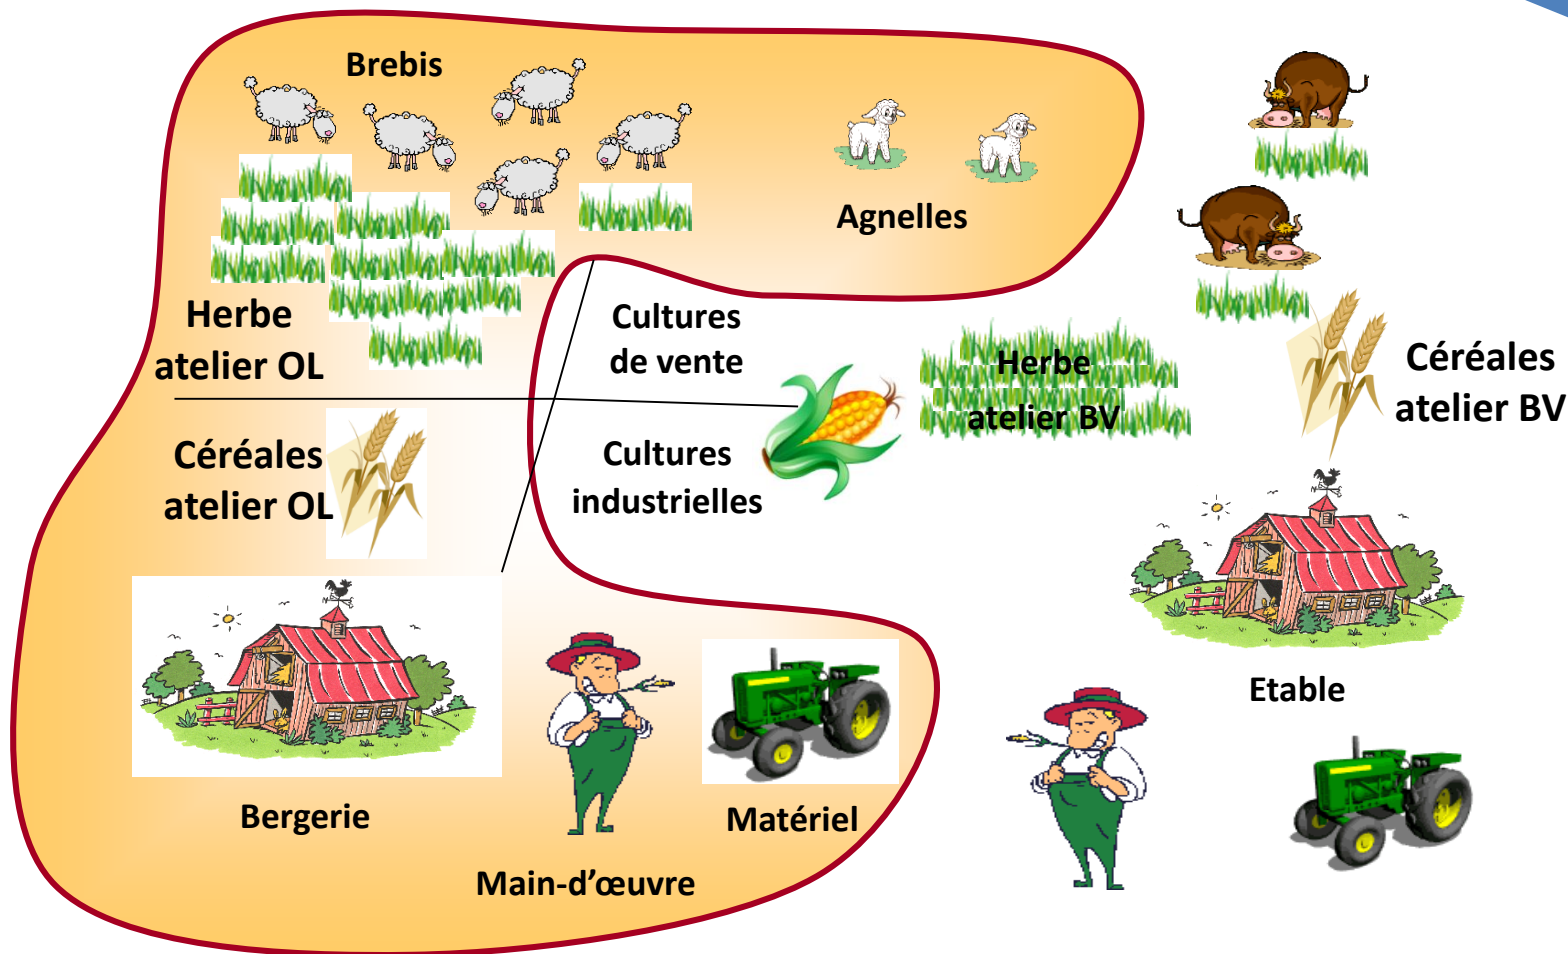 Brebis
Agnelles
Herbe
atelier OL
Cultures
de vente
Herbe
atelier BV
Céréales
atelier BV
Céréales
atelier OL
Cultures
industrielles
Etable
Bergerie
Matériel
Main-d’œuvre